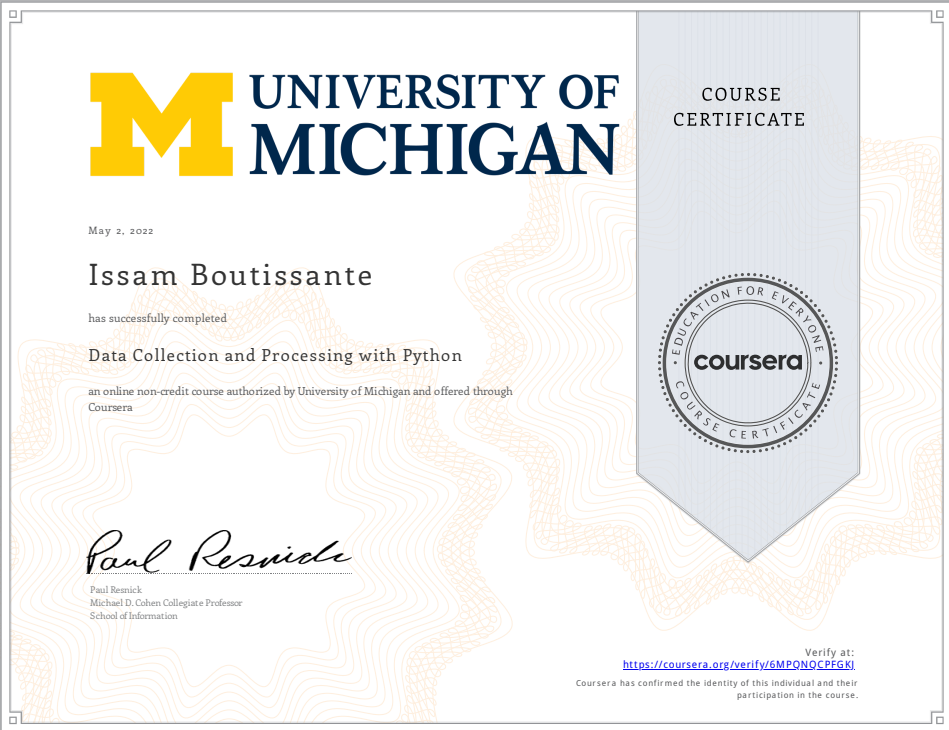 M UNIVERSITY OF
MICHIGAN
COURSE
CERTIFICATE
May 2, 2022
Issam Boutissante
has successfully completed
Data Collection and Processing with Python
an online non-credit course authorized by University of Michigan and offered through
Coursera
• EDUCATION FOR EVERYONE •
coursera
COURSE CERTIFICATE
Paul Resnick
Paul Resnick
Michael D. Cohen Collegiate Professor
School of Information
Verify at:
https://coursera.org/verify/6MPQNQCPFGKJ
Coursera has confirmed the identity of this individual and their
participation in the course.